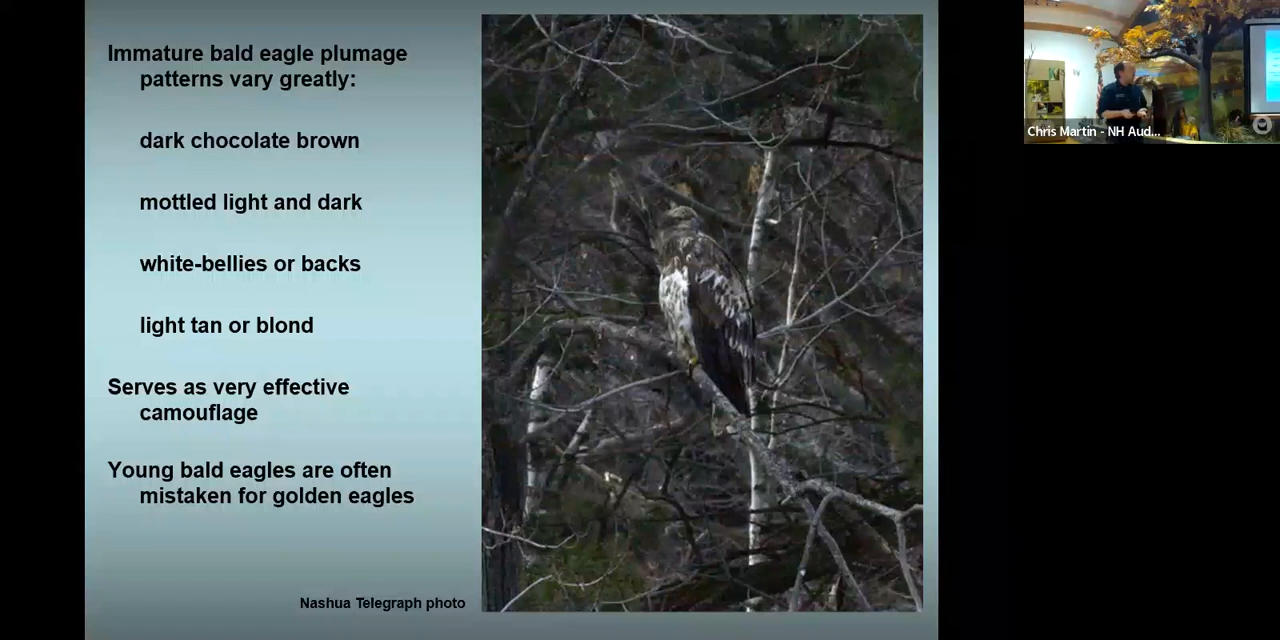 Immature bald eagle plumage
patterns vary greatly:
dark chocolate brown
mottled light and dark
white-bellies or backs
light tan or blond
Serves as very effective
camouflage
Young bald eagles are often
mistaken for golden eagles
Nashua Telegraph photo
Chris Martin - NH Aud...